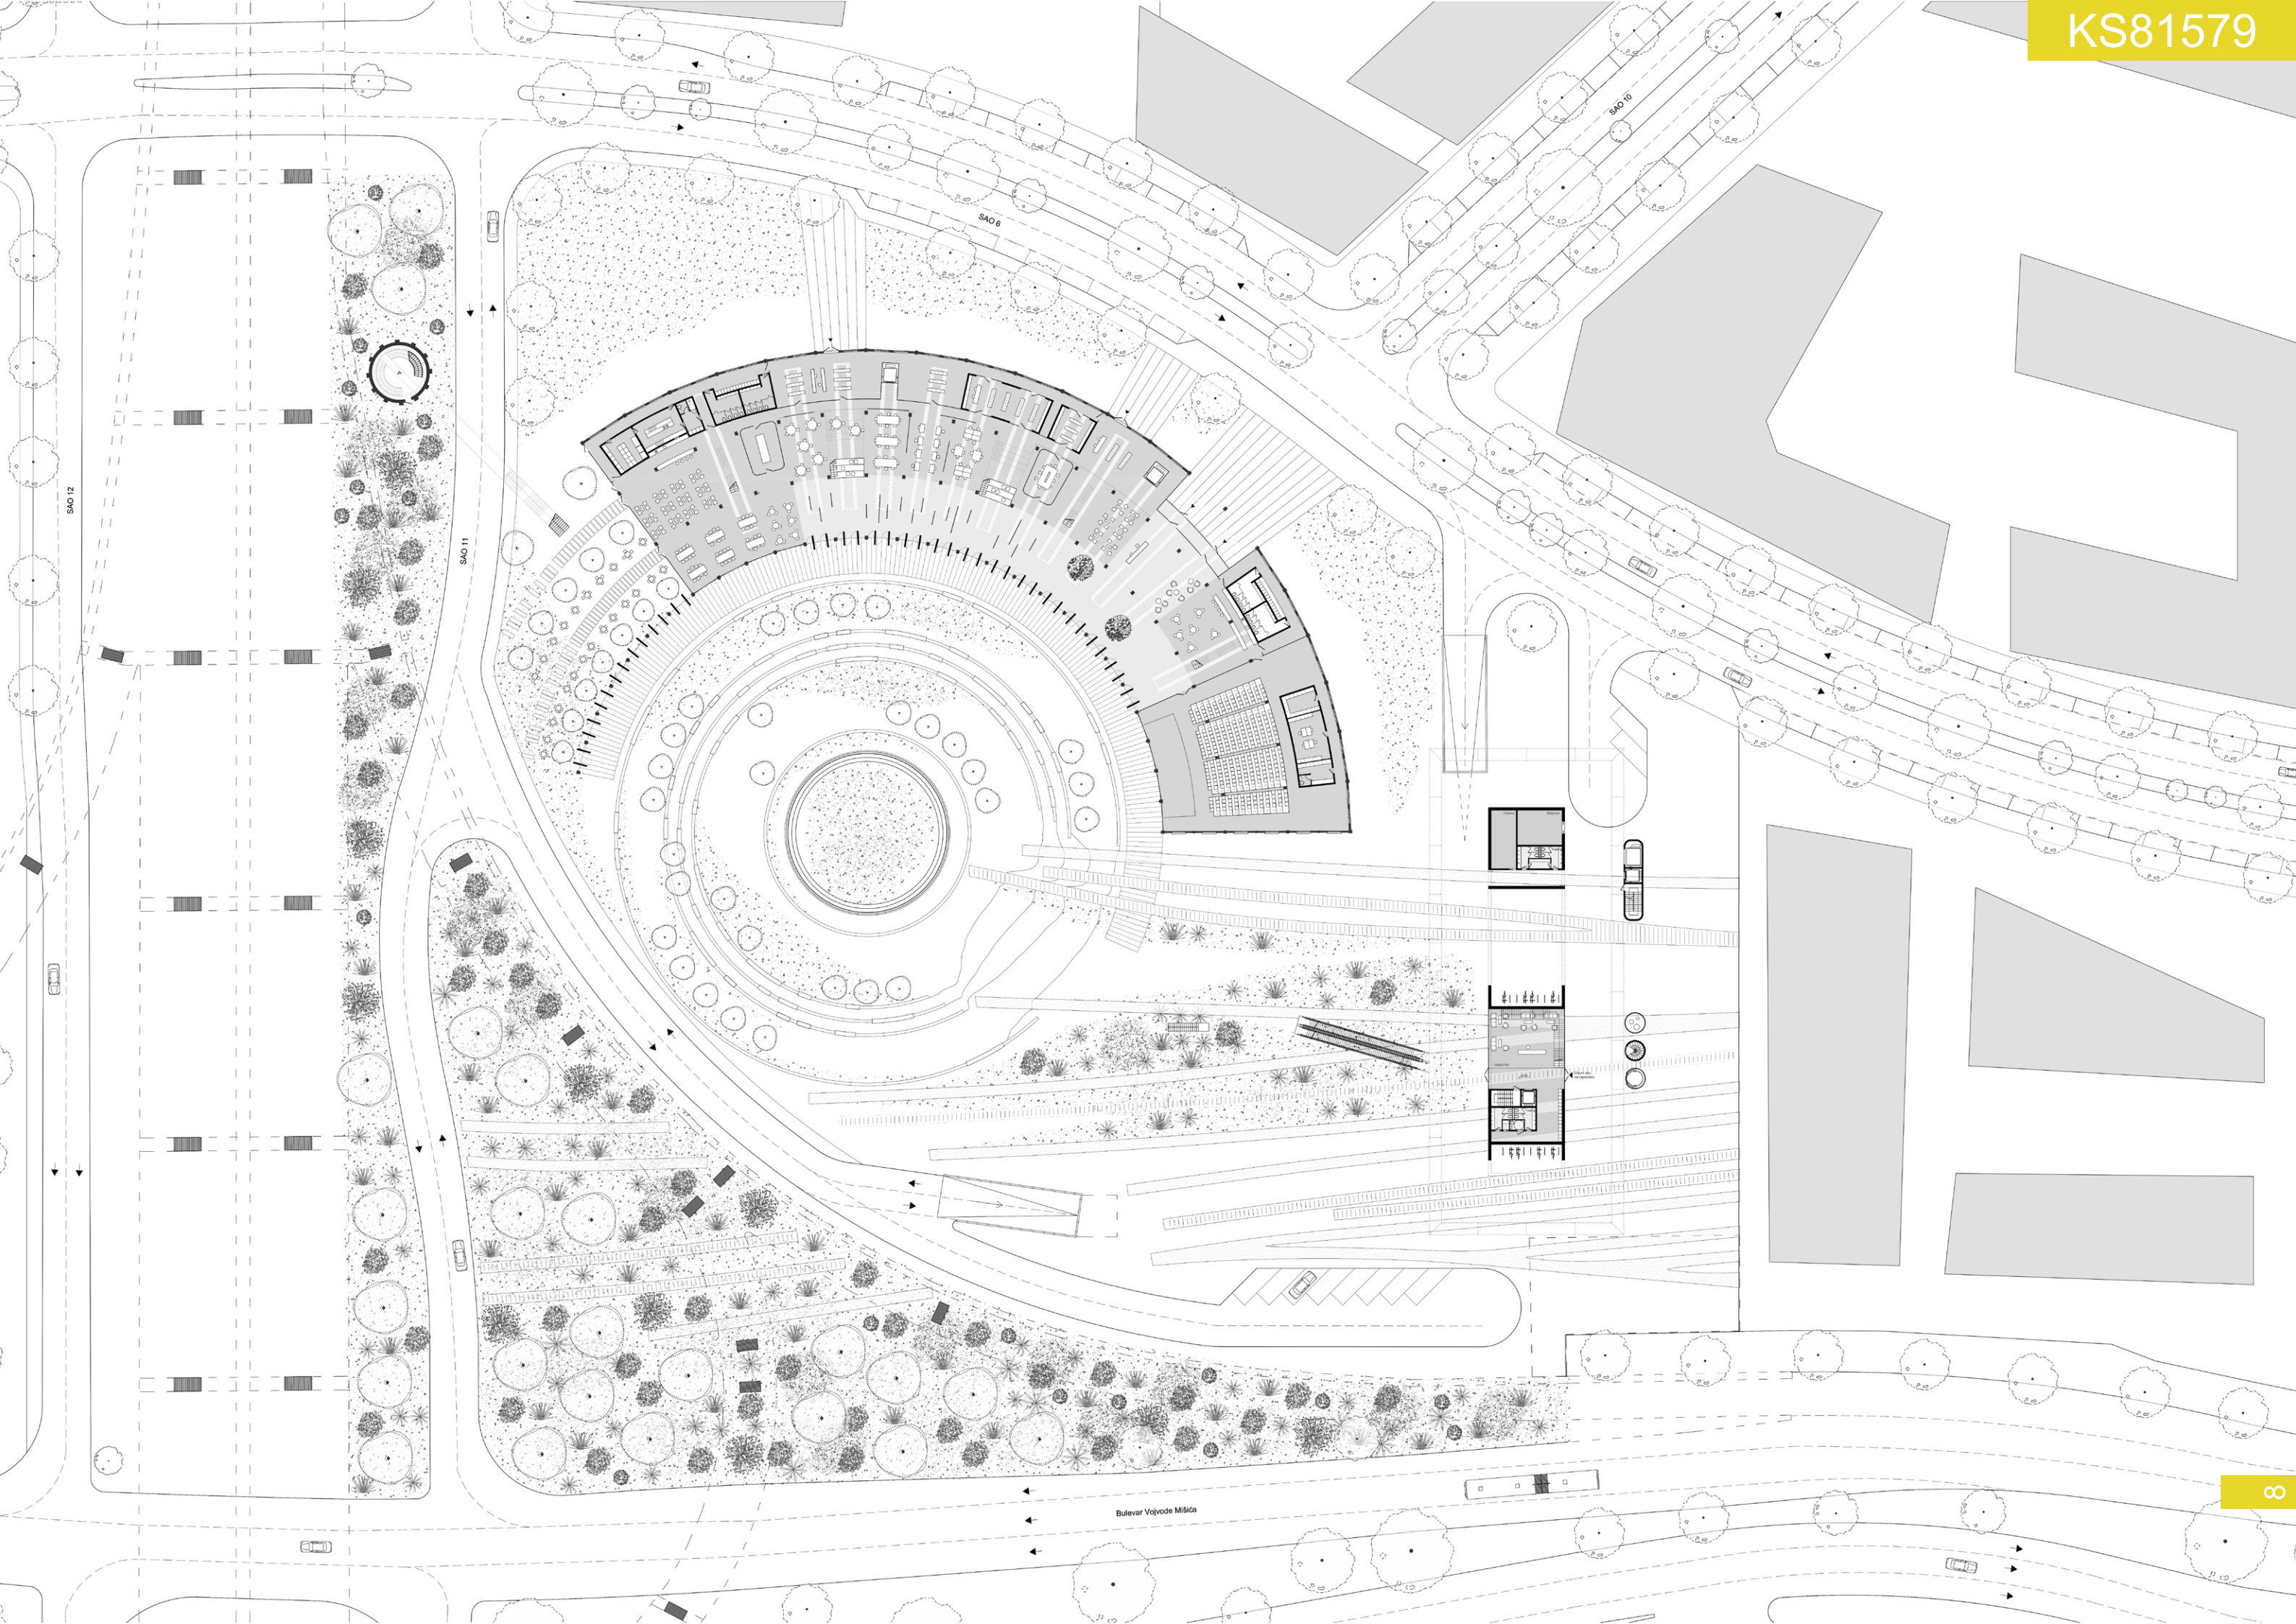 KS81579
SAO 10
SAO 6
SAO 12
SAO 11
8
Bulevar Vojvode Mišića